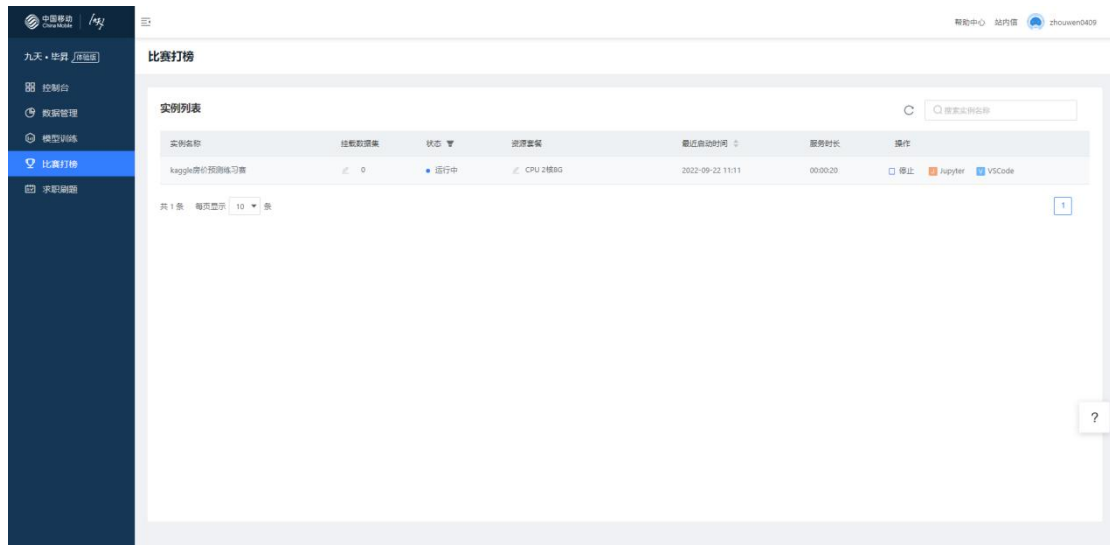 中国移动
China Mobile
帮助中心 站内信 zhouwen0409
九天·毕昇 体验版
比赛打榜
控制台
数据管理
模型训练
比赛打榜
求职刷题
实例列表
搜索实例名称
实例名称 挂载数据集 状态 资源套餐 最近启动时间 服务时长 操作
kaggle房价预测练习赛 0 运行中 CPU 2核8G 2022-09-22 11:11 00:00:20 停止 Jupyter VSCode
共 1 条 每页显示 10 条
1
?